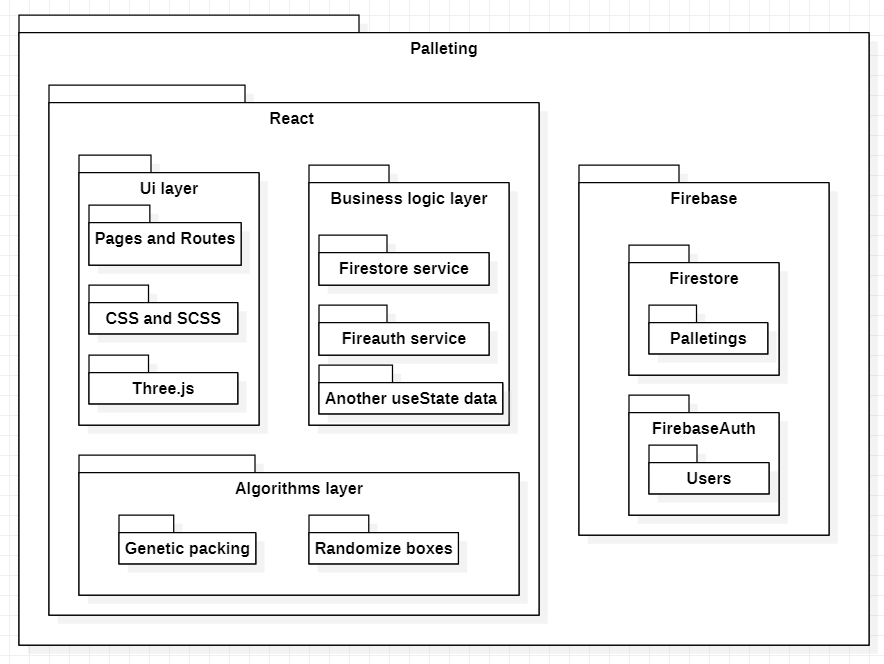 Palleting
React
Ui layer
Pages and Routes
CSS and SCSS
Three.js
Business logic layer
Firestore service
Fireauth service
Another useState data
Algorithms layer
Genetic packing
Randomize boxes
Firebase
Firestore
Palletings
FirebaseAuth
Users